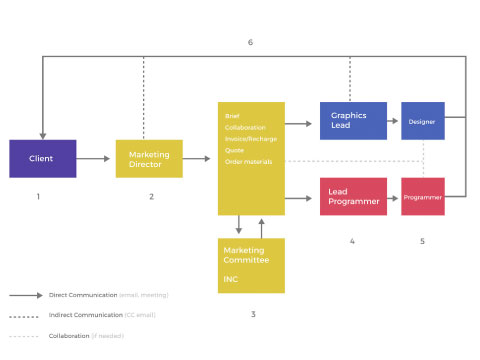 6
Client
Marketing
Director
Brief
Collaboration
Invoice/Recharge
Quote
Order materials
Graphics
Lead
Designer
Lead
Programmer
Programmer
1
2
4
5
Marketing
Committee
INC
3
Direct Communication (email, meeting)
Indirect Communication (CC email)
Collaboration (if needed)